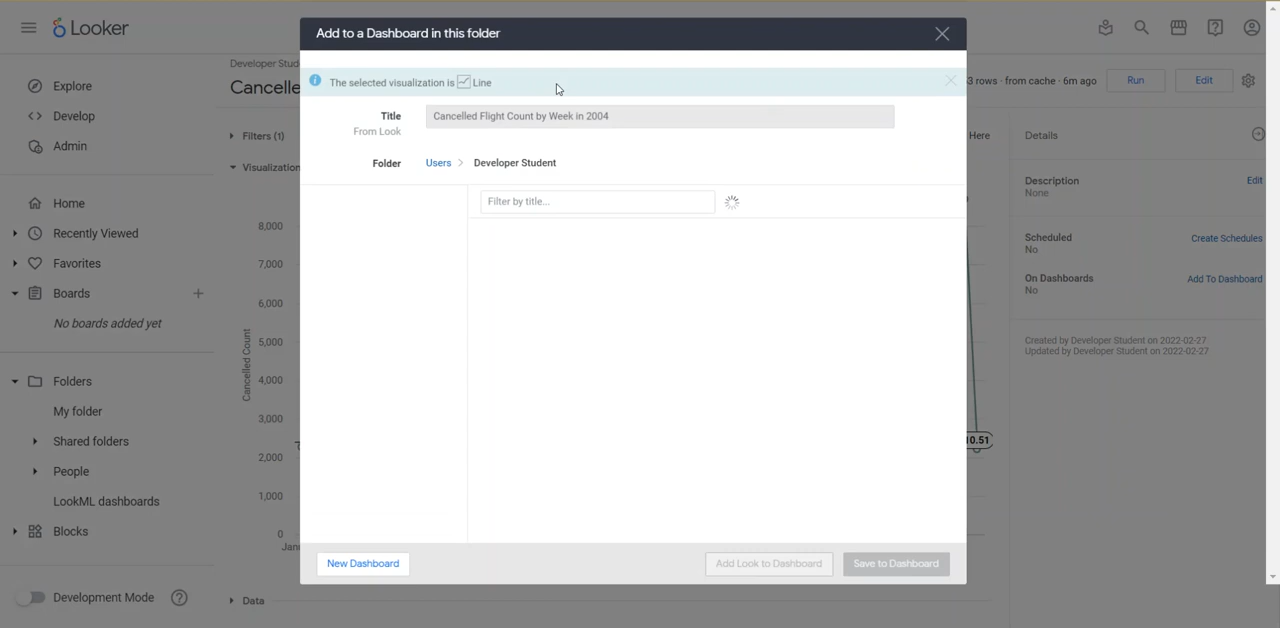 Looker
Add to a Dashboard in this folder
Explore
Develop
Admin
Home
Recently Viewed
Favorites
Boards
No boards added yet
Folders
My folder
Shared folders
People
LookML dashboards
Blocks
Development Mode
Developer Stud
Cancelle
Filters (1)
Visualization
8,000
7,000
6,000
5,000
4,000
3,000
2,000
1,000
0
Cancelled Count
Data
The selected visualization is Line
Title
From Look
Cancelled Flight Count by Week in 2004
Folder
Users > Developer Student
Filter by title...
New Dashboard
Add Look to Dashboard
Save to Dashboard
3 rows · from cache · 6m ago
Run
Edit
Here
Details
Description
None
Edit
Scheduled
No
Create Schedules
On Dashboards
No
Add To Dashboard
Created by Developer Student on 2022-02-27
Updated by Developer Student on 2022-02-27